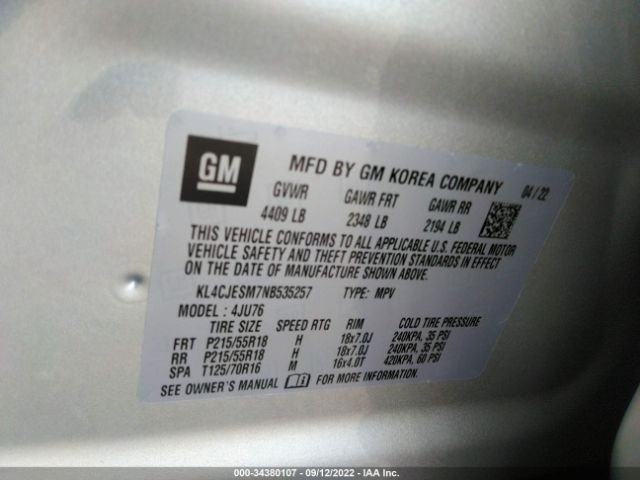 GM
MFD BY GM KOREA COMPANY 04 / 22
GVWR GAWR FRT GAWR RR
4409 LB 2348 LB 2194 LB
THIS VEHICLE CONFORMS TO ALL APPLICABLE U.S. FEDERAL MOTOR
VEHICLE SAFETY AND THEFT PREVENTION STANDARDS IN EFFECT
ON THE DATE OF MANUFACTURE SHOWN ABOVE.
KL4CJESM7NB535257 TYPE: MPV
MODEL : 4JU76
TIRE SIZE SPEED RTG RIM COLD TIRE PRESSURE
FRT P215/55R18 H 18x7.0J 240KPA, 35 PSI
RR P215/55R18 H 18x7.0J 240KPA, 35 PSI
SPA T125/70R16 M 16x4.0T 420KPA, 60 PSI
SEE OWNER'S MANUAL FOR MORE INFORMATION.
000-34380107 - 09/12/2022 - IAA Inc.